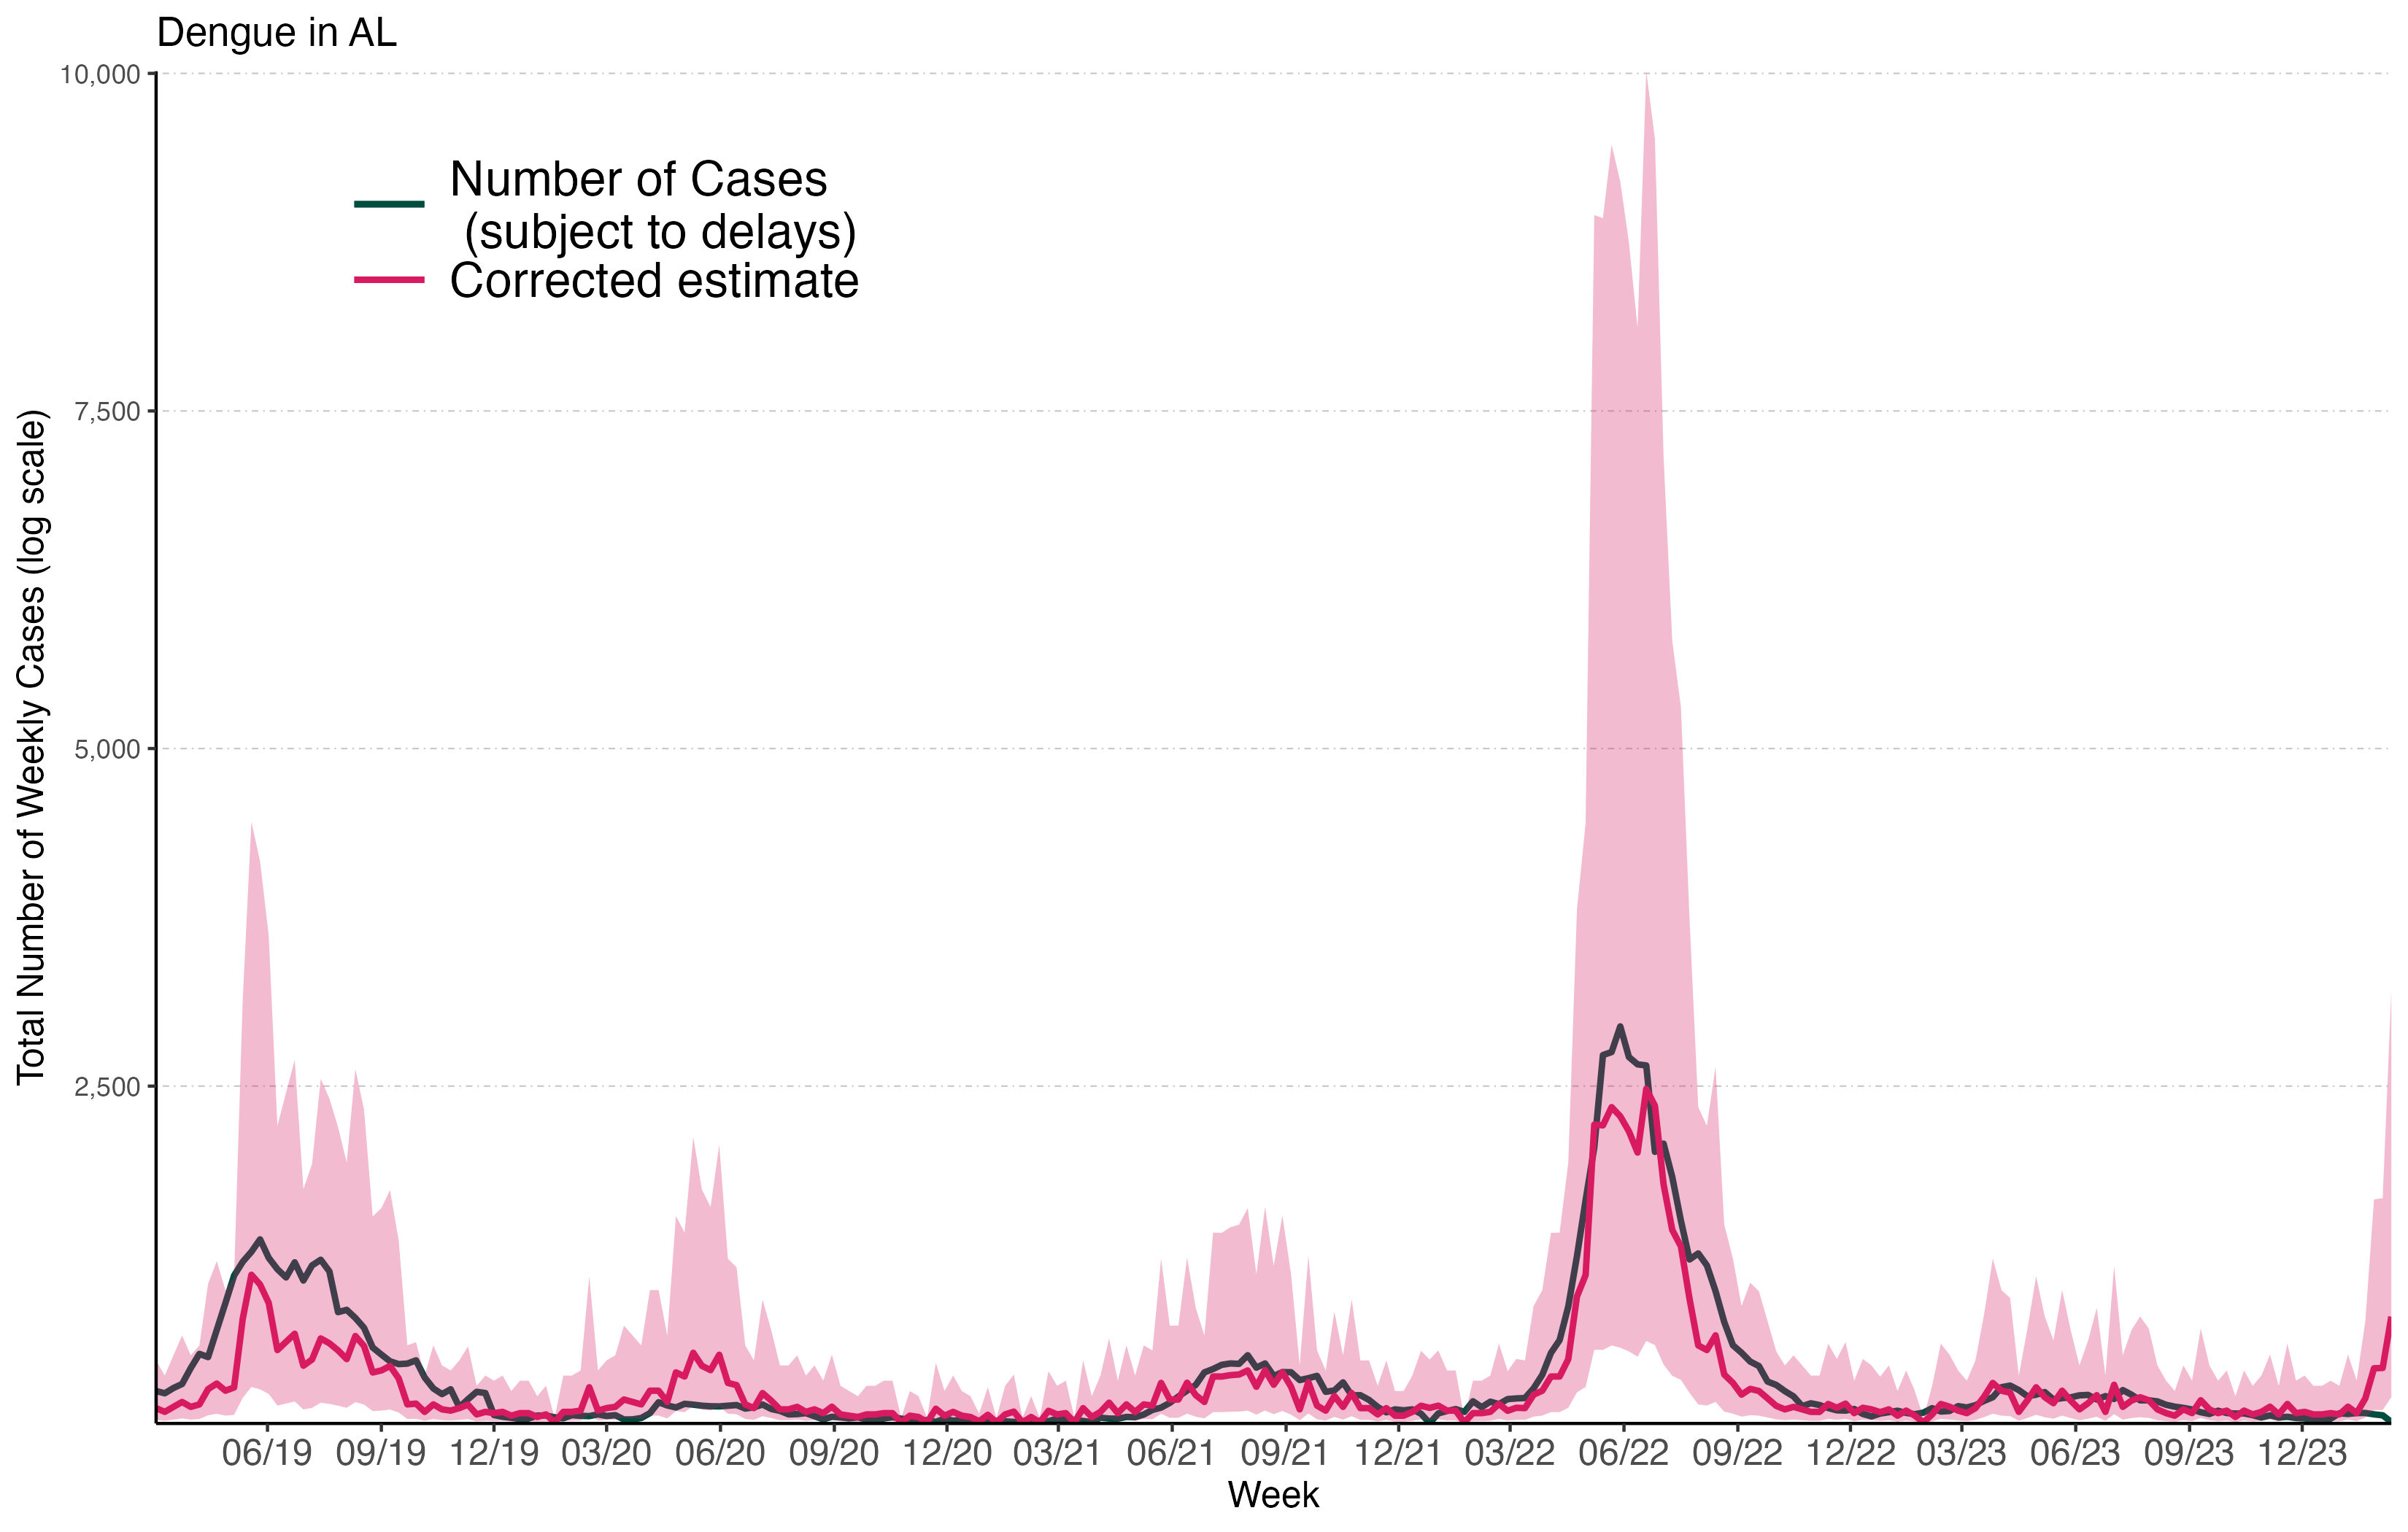 Dengue in AL
10,000
7,500
5,000
2,500
Total Number of Weekly Cases (log scale)
Number of Cases
(subject to delays)
Corrected estimate
06/19 09/19 12/19 03/20 06/20 09/20 12/20 03/21 06/21 09/21 12/21 03/22 06/22 09/22 12/22 03/23 06/23 09/23 12/23
Week